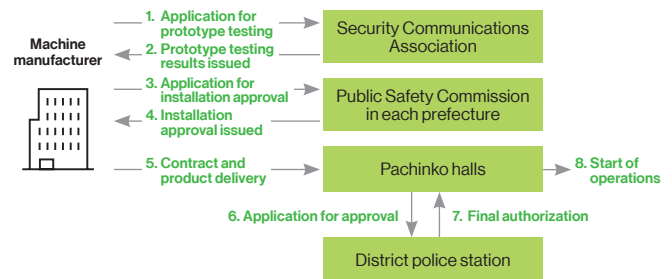 Machine
manufacturer
1. Application for
prototype testing
2. Prototype testing
results issued
Security Communications
Association
3. Application for
installation approval
4. Installation
approval issued
Public Safety Commission
in each prefecture
5. Contract and
product delivery
Pachinko halls
8. Start of
operations
6. Application for approval
7. Final authorization
District police station